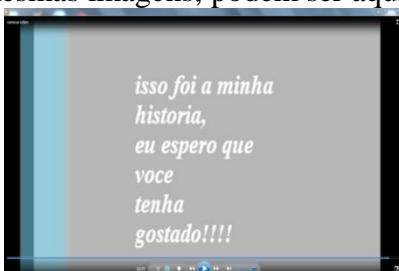 isso foi a minha
historia,
eu espero que
voce
tenha
gostado!!!!